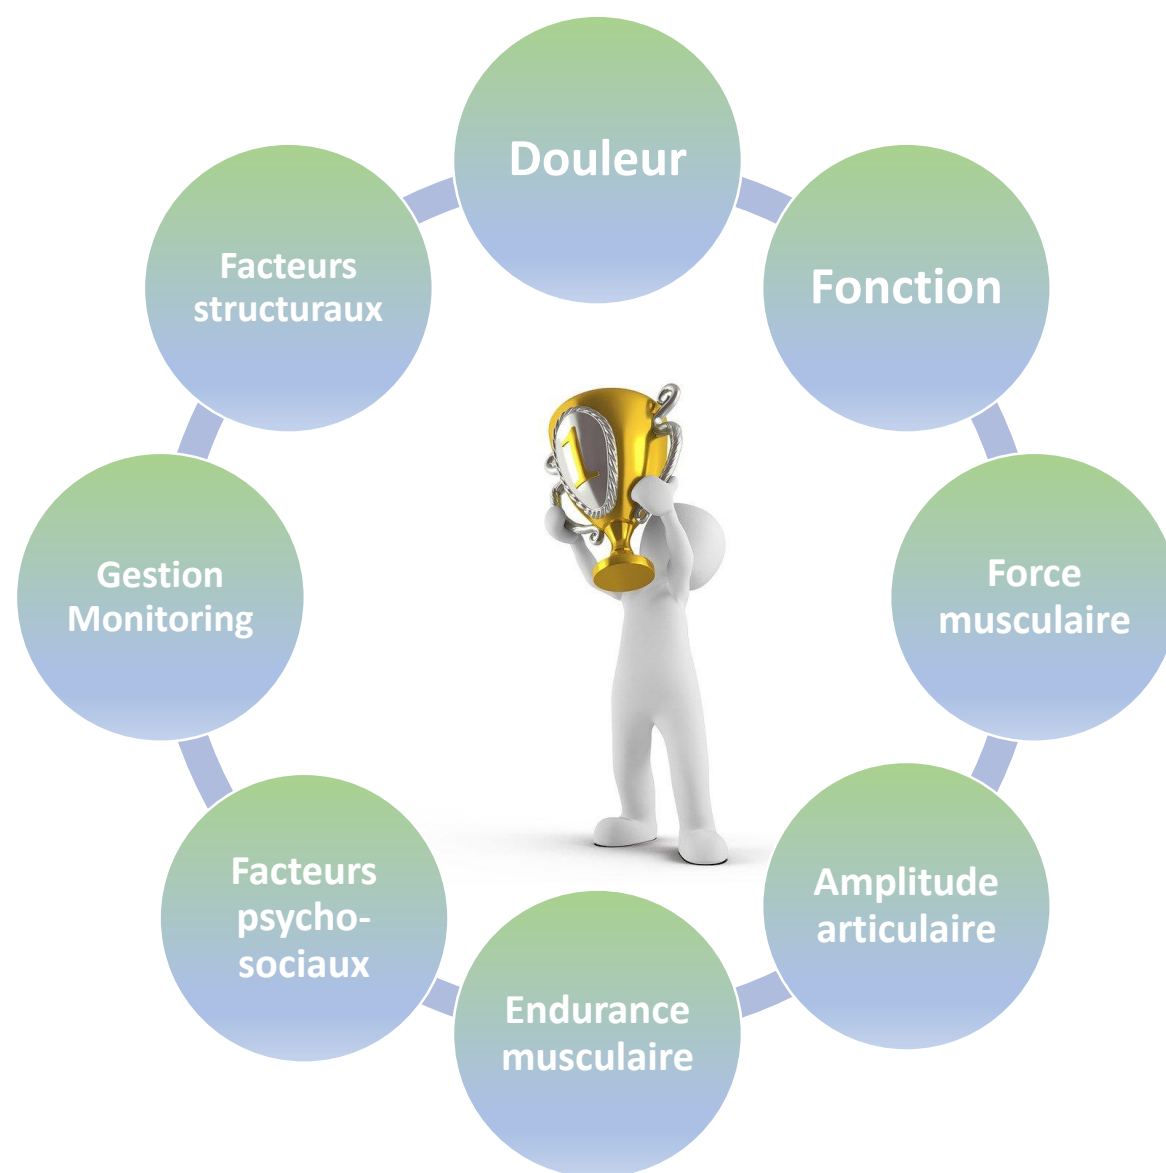 Douleur
Fonction
Force
musculaire
Amplitude
articulaire
Endurance
musculaire
Facteurs
psycho-
sociaux
Gestion
Monitoring
Facteurs
structuraux
1